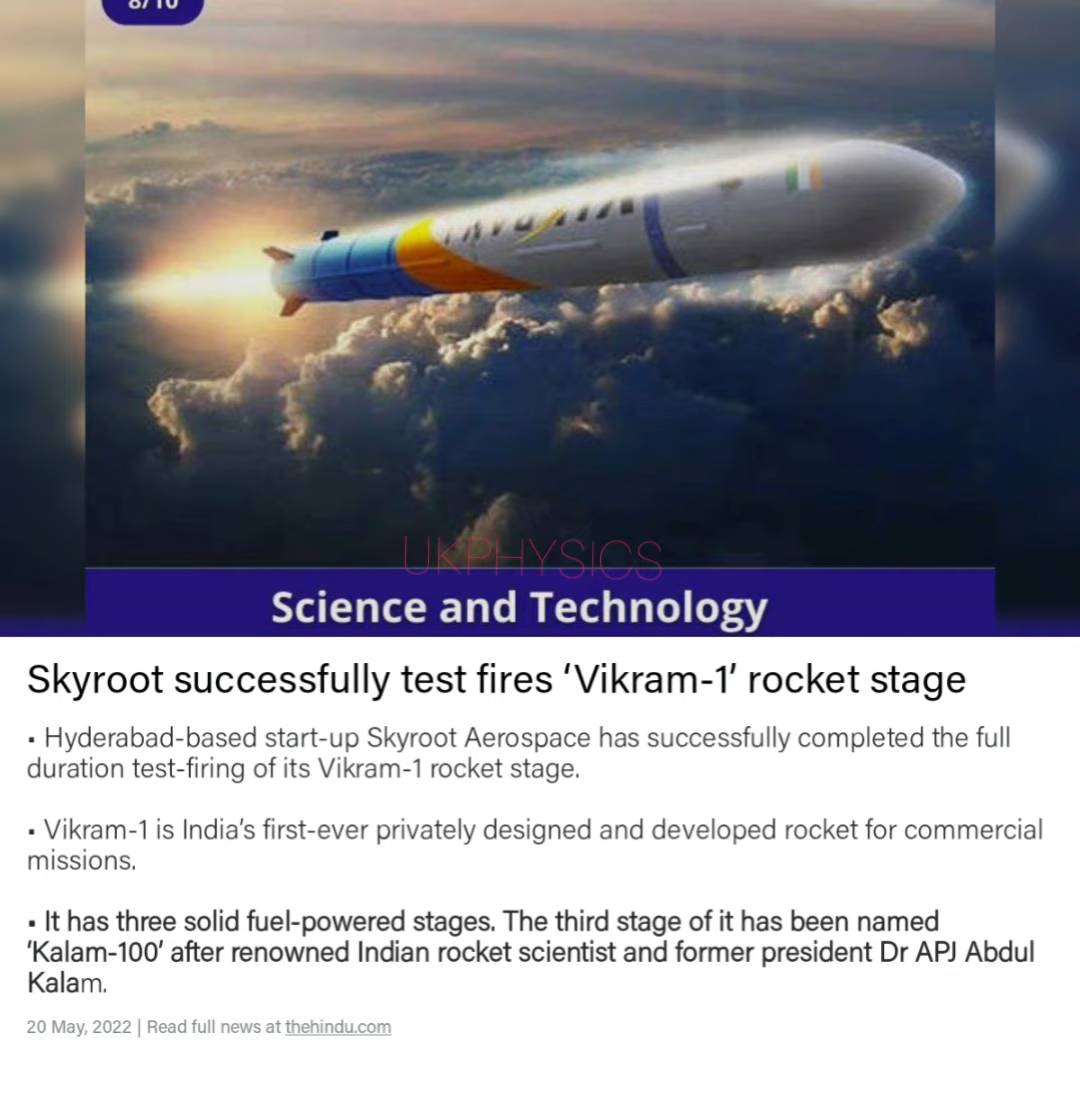 8/10
UKPHYSICS
Science and Technology
Skyroot successfully test fires ‘Vikram-1’ rocket stage
• Hyderabad-based start-up Skyroot Aerospace has successfully completed the full
duration test-firing of its Vikram-1 rocket stage.
• Vikram-1 is India’s first-ever privately designed and developed rocket for commercial
missions.
• It has three solid fuel-powered stages. The third stage of it has been named
‘Kalam-100’ after renowned Indian rocket scientist and former president Dr APJ Abdul
Kalam.
20 May, 2022 | Read full news at thehindu.com